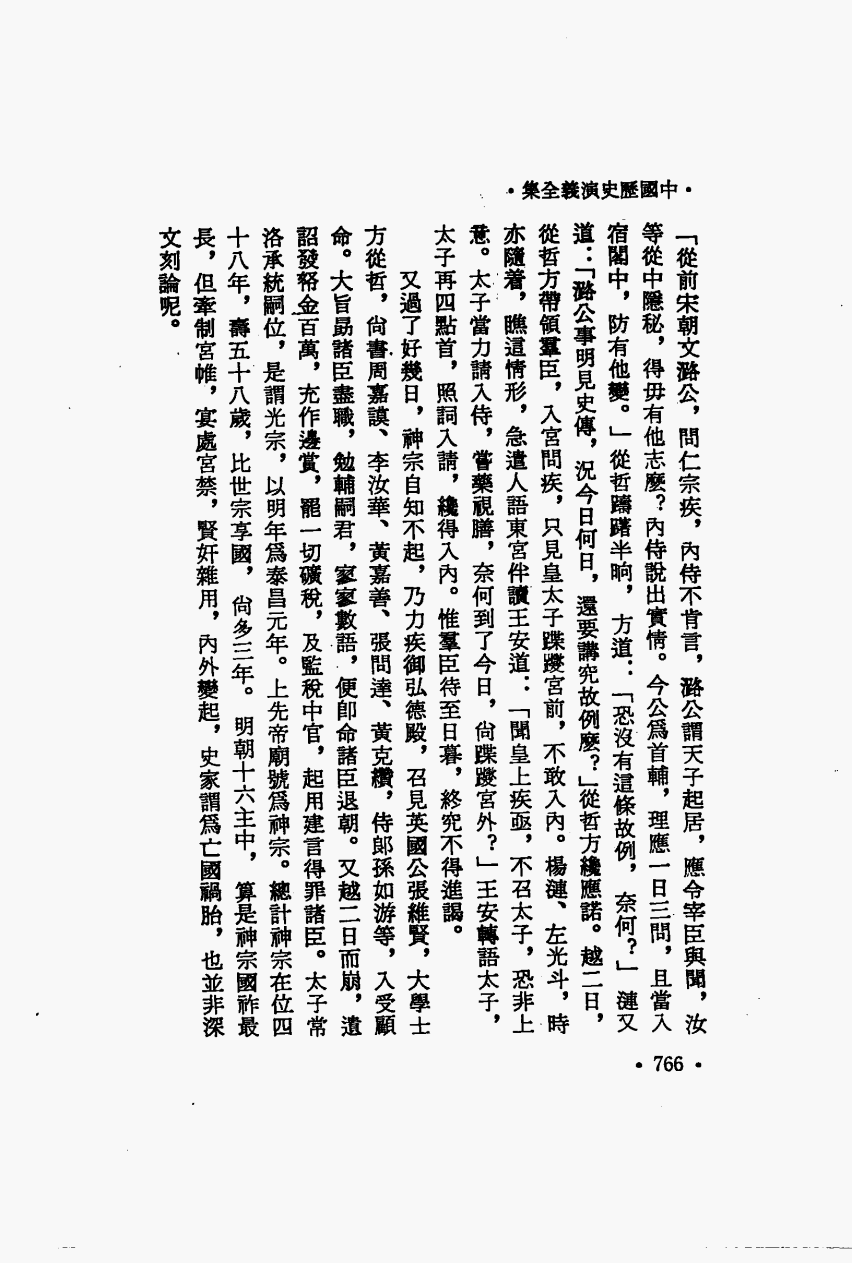 •中國歷史演義全集•
「從前宋朝文潞公，問仁宗疾，內侍不肯言，潞公謂天子起居，應令宰臣與聞，汝
等從中隱秘，得毋有他志麼？內侍說出實情。今公爲首輔，理應一日三問，且當入
宿閣中，防有他變。」從哲躊躇半晌，方道：「恐沒有這條故例，奈何？」漣又
道：「潞公事明見史傳，況今日何日，還要講究故例麼？」從哲方纔應諾。越二日，
從哲方帶領羣臣，入宮問疾，只見皇太子蹀躞宮前，不敢入內。楊漣、左光斗，時
亦隨着，瞧這情形，急遣人語東宮伴讀王安道：「聞皇上疾亟，不召太子，恐非上
意。太子當力請入侍，嘗藥視膳，奈何到了今日，尙蹀躞宮外？」王安轉語太子，
太子再四點首，照詞入請，纔得入內。惟羣臣待至日暮，終究不得進謁。
又過了好幾日，神宗自知不起，乃力疾御弘德殿，召見英國公張維賢，大學士
方從哲，尙書周嘉謨、李汝華、黃嘉善、張問達、黃克纘，侍郞孫如游等，入受顧
命。大旨勗諸臣盡職，勉輔嗣君，寥寥數語，便卽命諸臣退朝。又越二日而崩，遺
詔發帑金百萬，充作邊賞，罷一切礦稅，及監稅中官，起用建言得罪諸臣。太子常
洛承統嗣位，是謂光宗，以明年爲泰昌元年。上先帝廟號爲神宗。總計神宗在位四
十八年，壽五十八歲，比世宗享國，尙多三年。明朝十六主中，算是神宗國祚最
長，但牽制宮帷，宴處宮禁，賢奸雜用，內外變起，史家謂爲亡國禍胎，也並非深
文刻論呢。
•766•